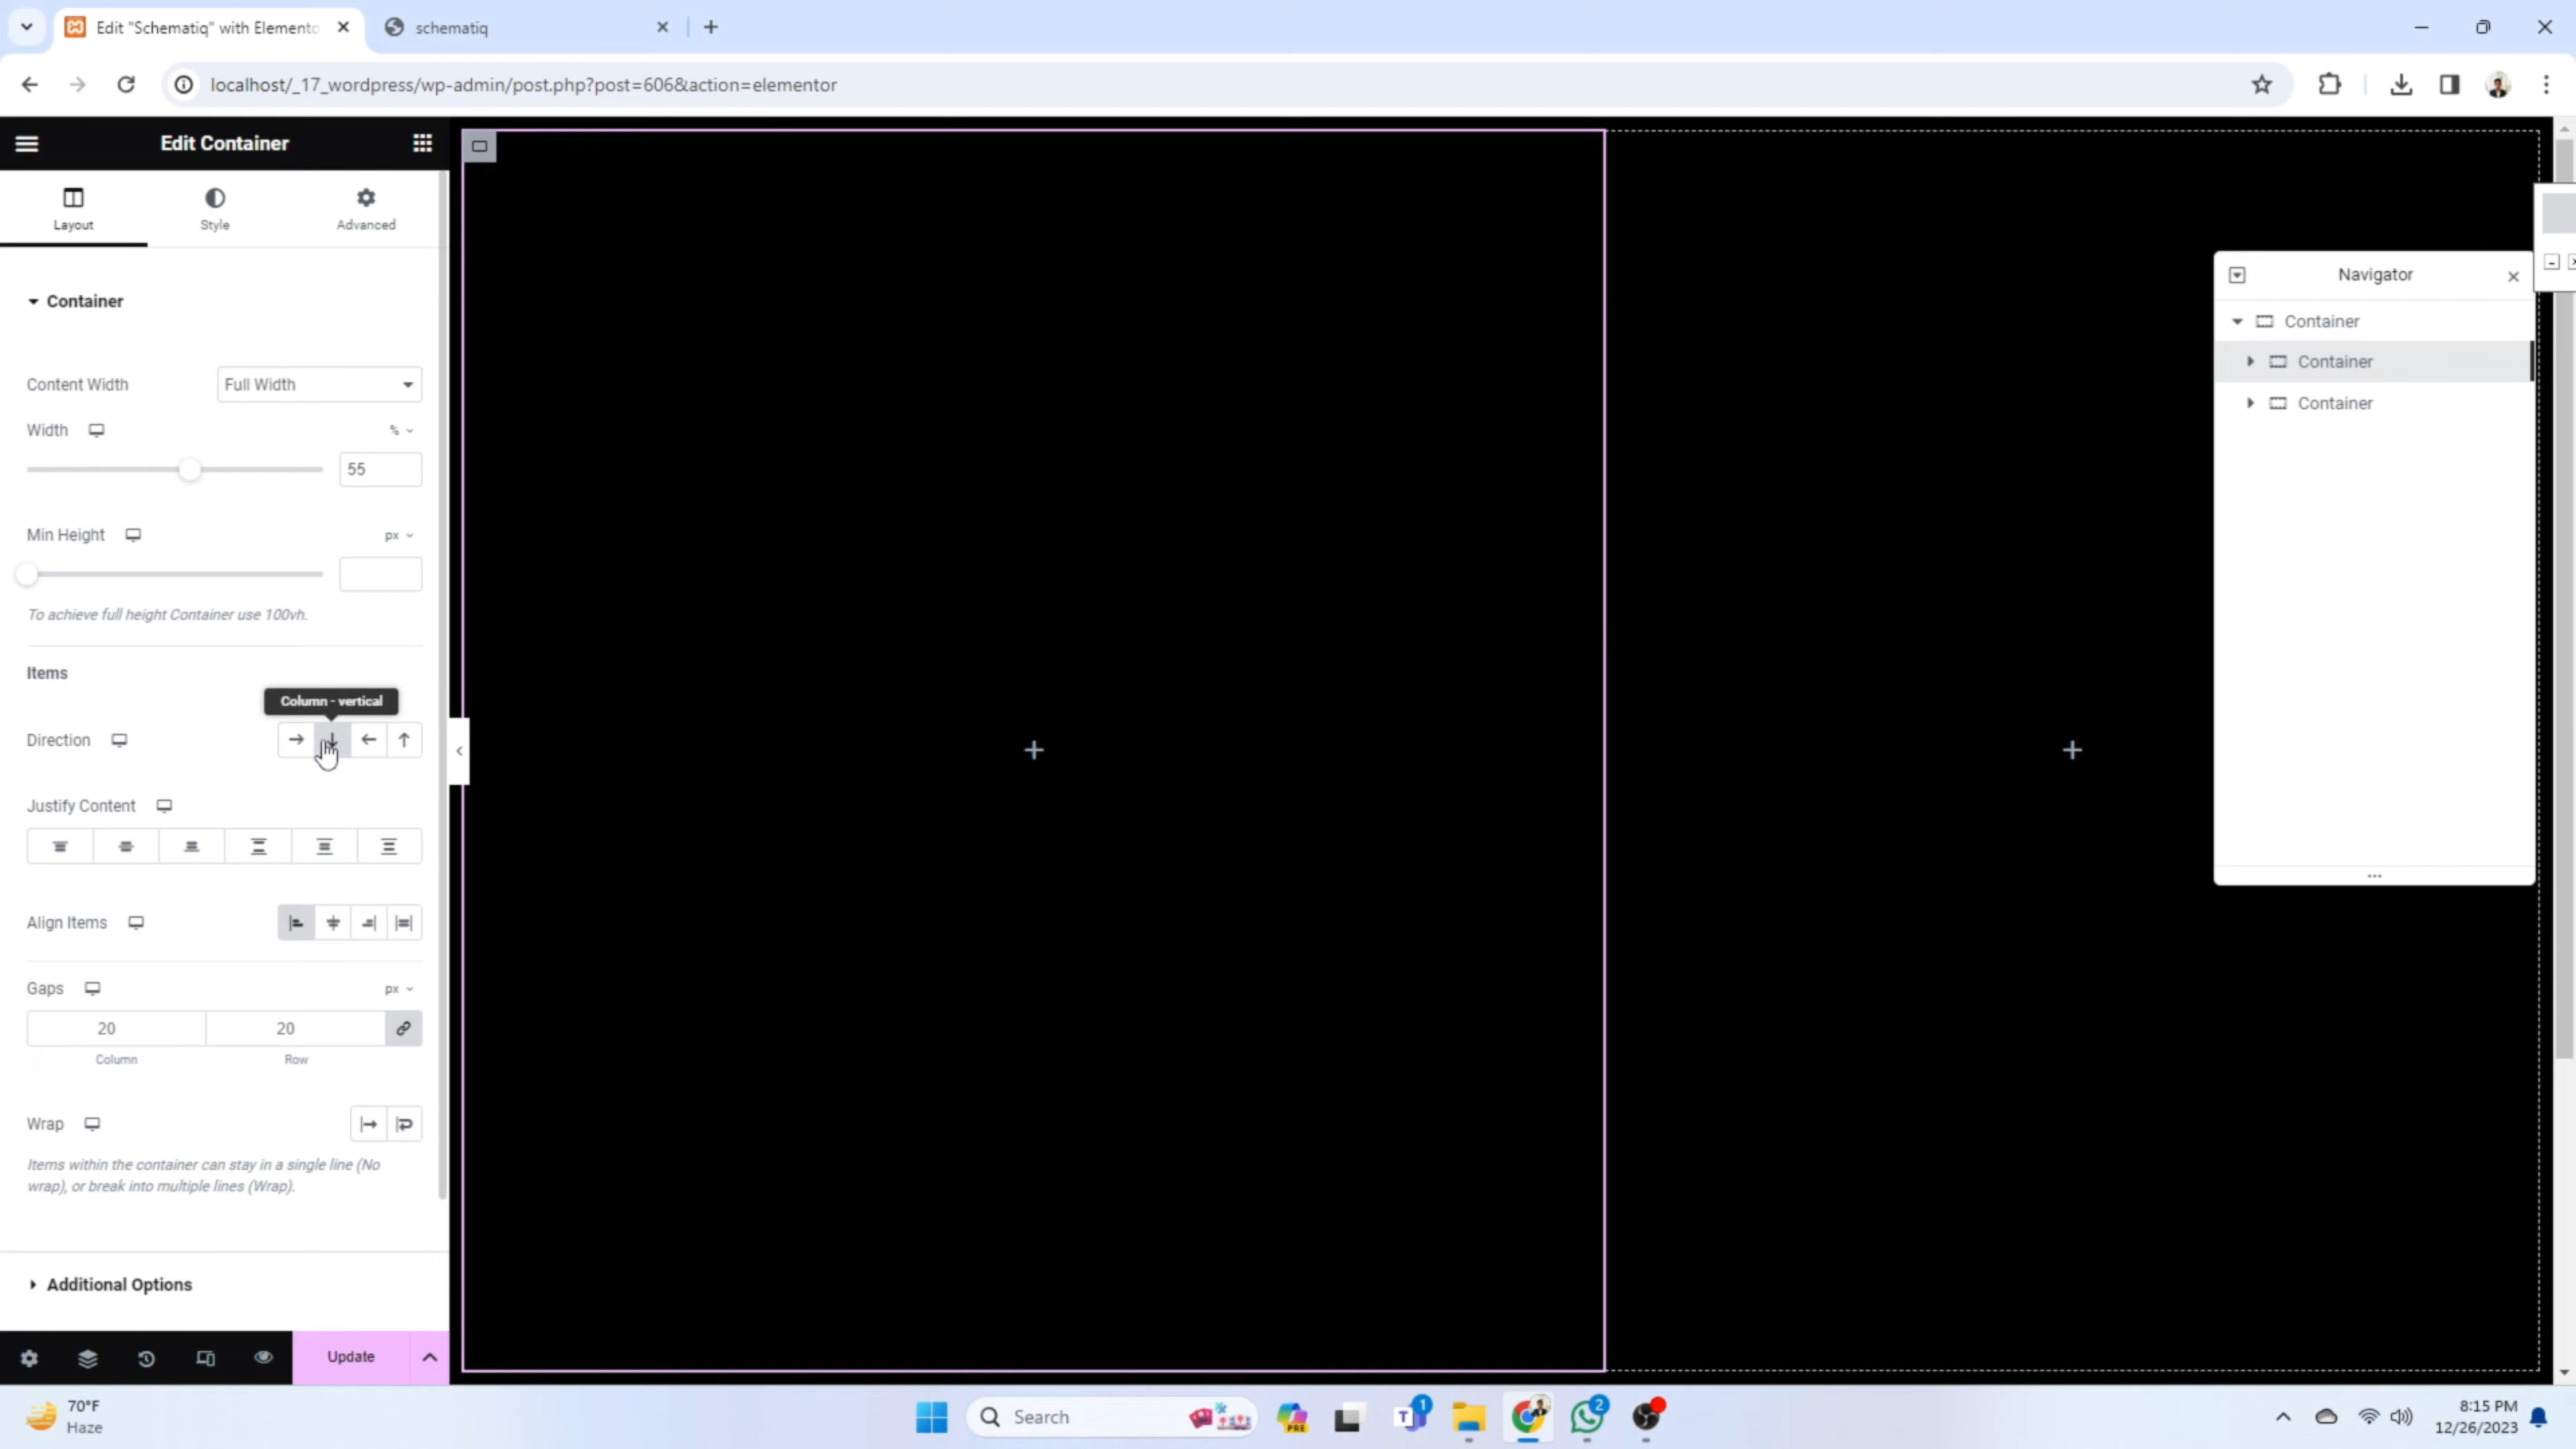 Edit "Schematiq" with Elemento
schematiq
localhost/_17_wordpress/wp-admin/post.php?post=606&action=elementor
Edit Container
Layout
Style
Advanced
Container
Content Width
Full Width
Width
%
55
Min Height
px
To achieve full height Container use 100vh.
Items
Column - vertical
Direction
Justify Content
Align Items
Gaps
px
20
20
Column
Row
Wrap
Items within the container can stay in a single line (No
wrap), or break into multiple lines (Wrap).
Additional Options
Update
Navigator
Container
Container
Container
70°F
Haze
Search
PRE
T
1
2
8:15 PM
12/26/2023